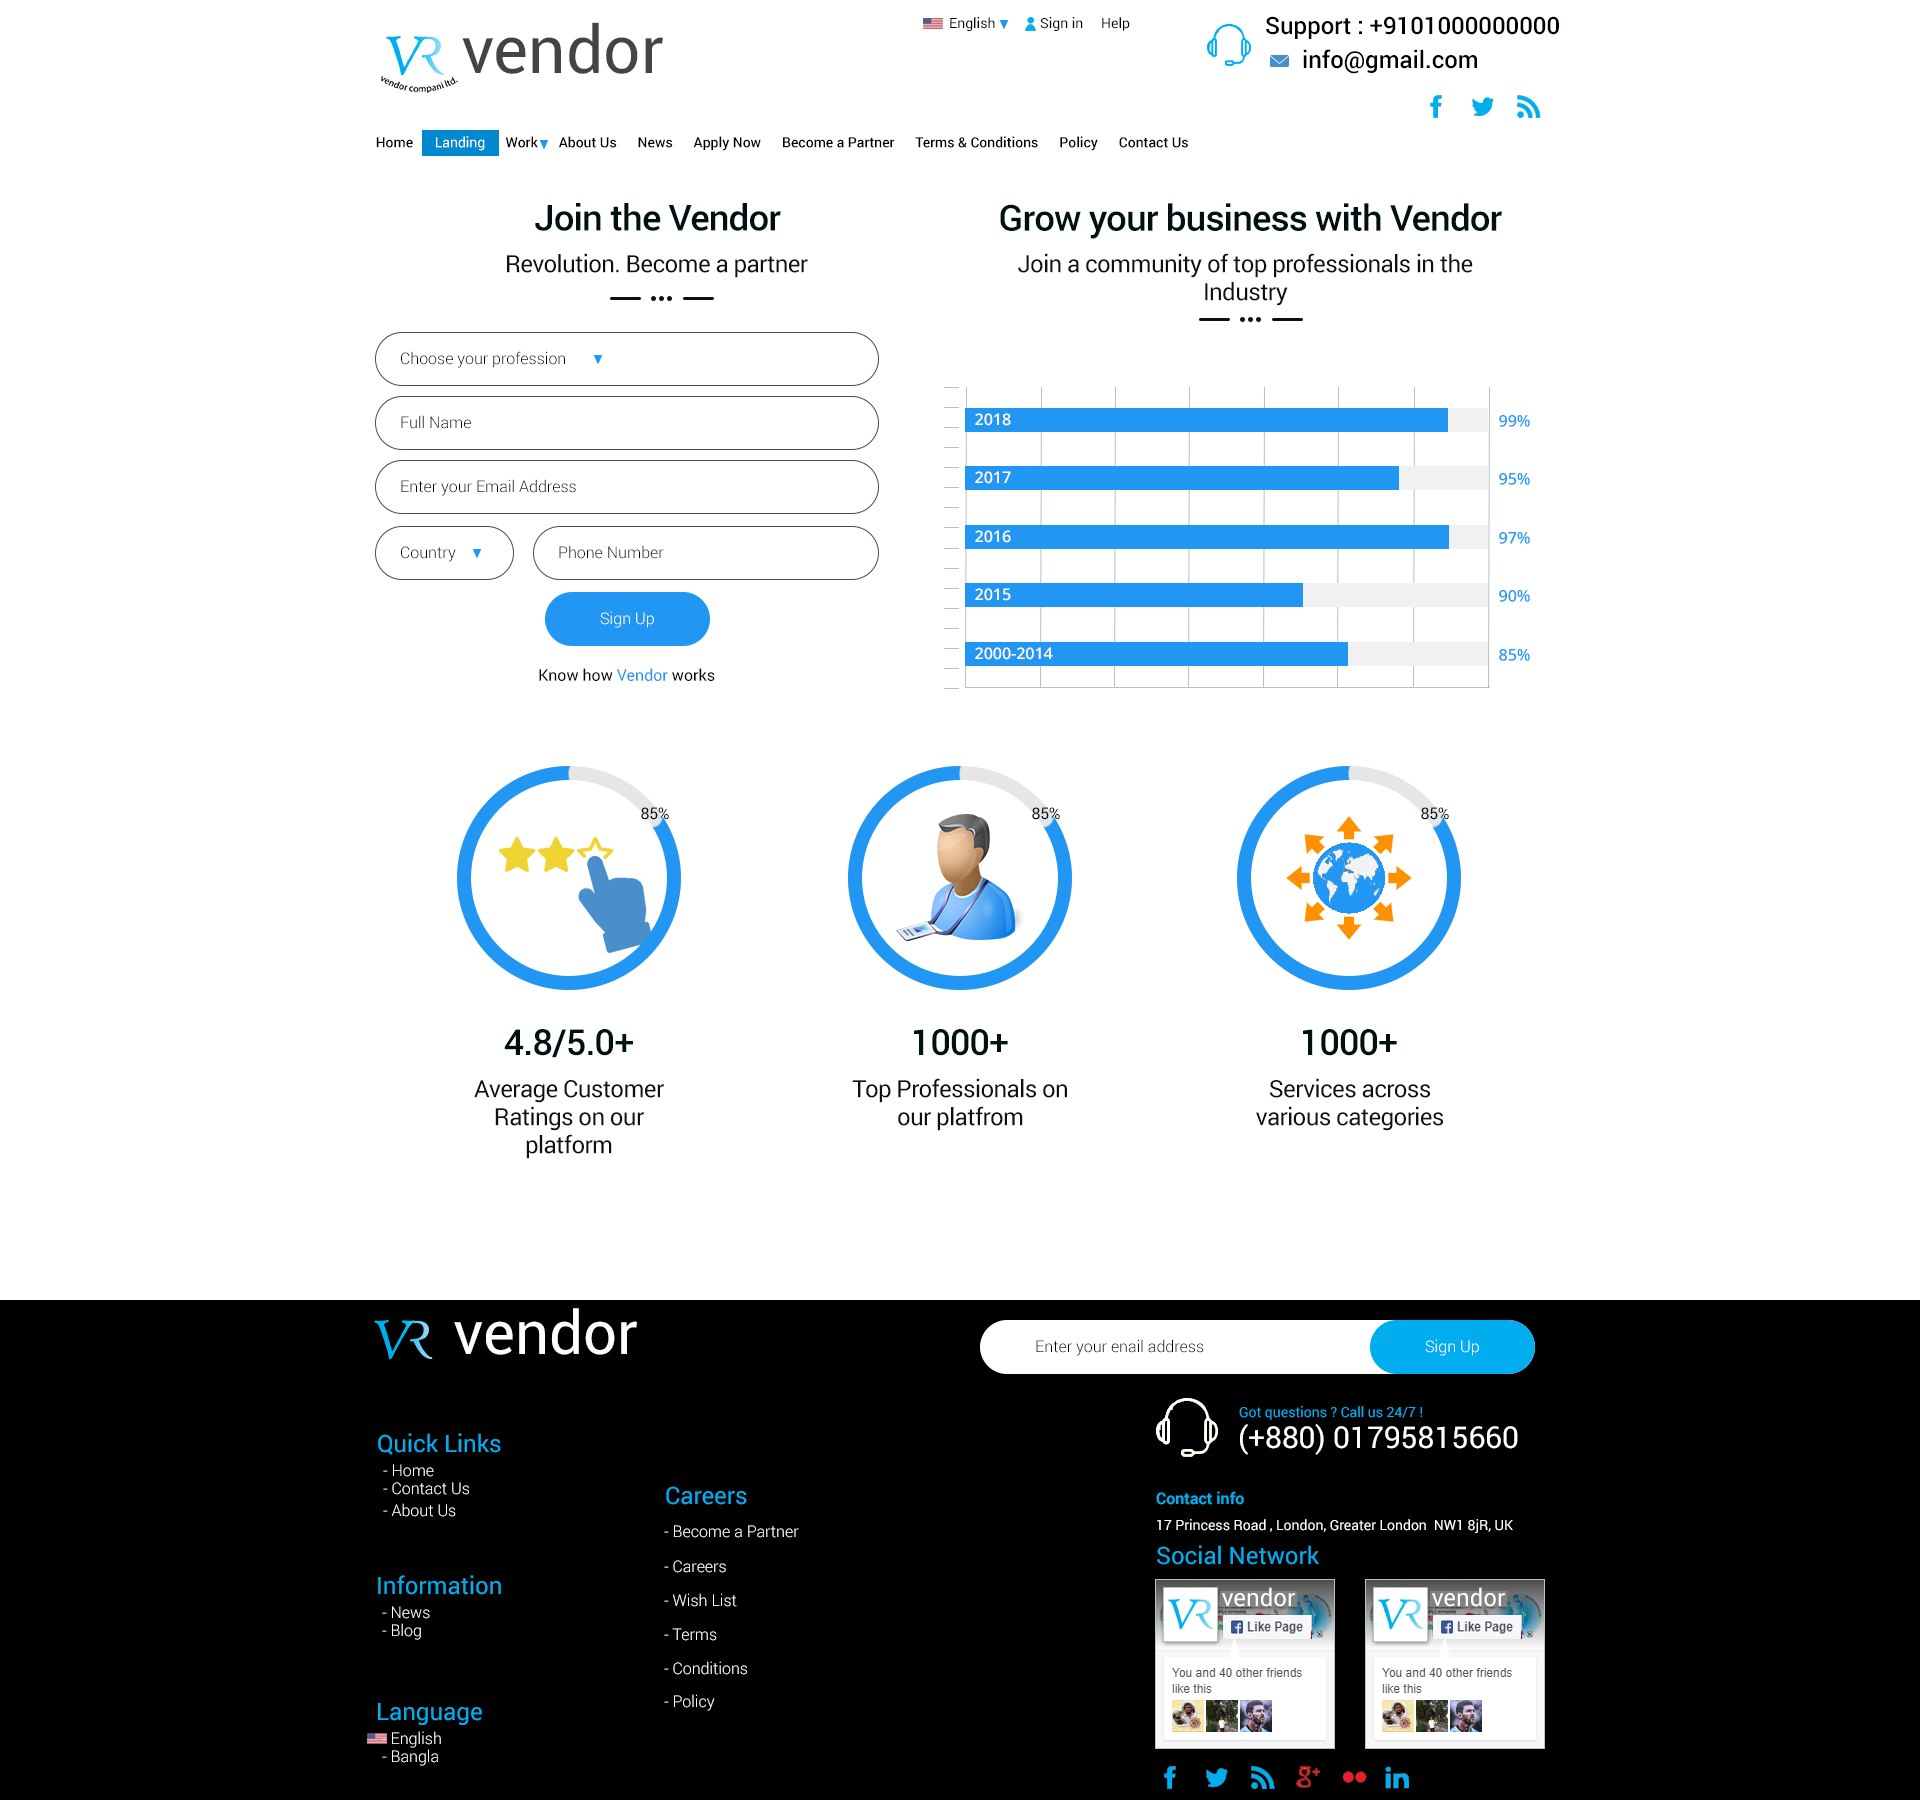 VR vendor
vendor compani ltd.
English Sign in Help
Support : +9101000000000
info@gmail.com
Home Landing Work About Us News Apply Now Become a Partner Terms & Conditions Policy Contact Us
Join the Vendor
Revolution. Become a partner
Choose your profession
Full Name
Enter your Email Address
Country Phone Number
Sign Up
Know how Vendor works
Grow your business with Vendor
Join a community of top professionals in the
Industry
2018 99%
2017 95%
2016 97%
2015 90%
2000-2014 85%
85%
85%
85%
4.8/5.0+
Average Customer
Ratings on our
platform
1000+
Top Professionals on
our platfrom
1000+
Services across
various categories
VR vendor
Enter your enail address Sign Up
Got questions ? Call us 24/7 !
(+880) 01795815660
Quick Links
- Home
- Contact Us
- About Us
Information
- News
- Blog
Language
English
- Bangla
Careers
- Become a Partner
- Careers
- Wish List
- Terms
- Conditions
- Policy
Contact info
17 Princess Road , London, Greater London NW1 8jR, UK
Social Network
VR vendor
Like Page
You and 40 other friends
like this
VR vendor
Like Page
You and 40 other friends
like this